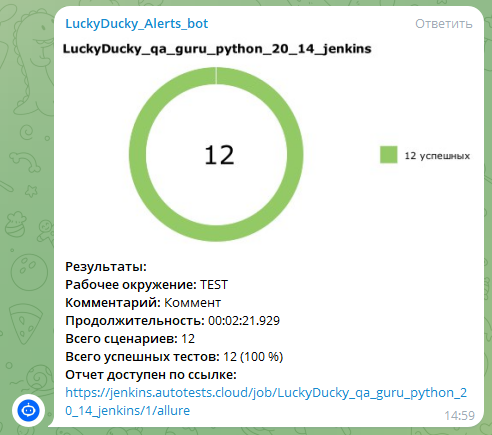 LuckyDucky_Alerts_bot
Ответить
LuckyDucky_qa_guru_python_20_14_jenkins
12
12 успешных
Результаты:
Рабочее окружение: TEST
Комментарий: Коммент
Продолжительность: 00:02:21.929
Всего сценариев: 12
Всего успешных тестов: 12 (100 %)
Отчет доступен по ссылке:
https://jenkins.autotests.cloud/job/LuckyDucky_qa_guru_python_2
0_14_jenkins/1/allure
14:59